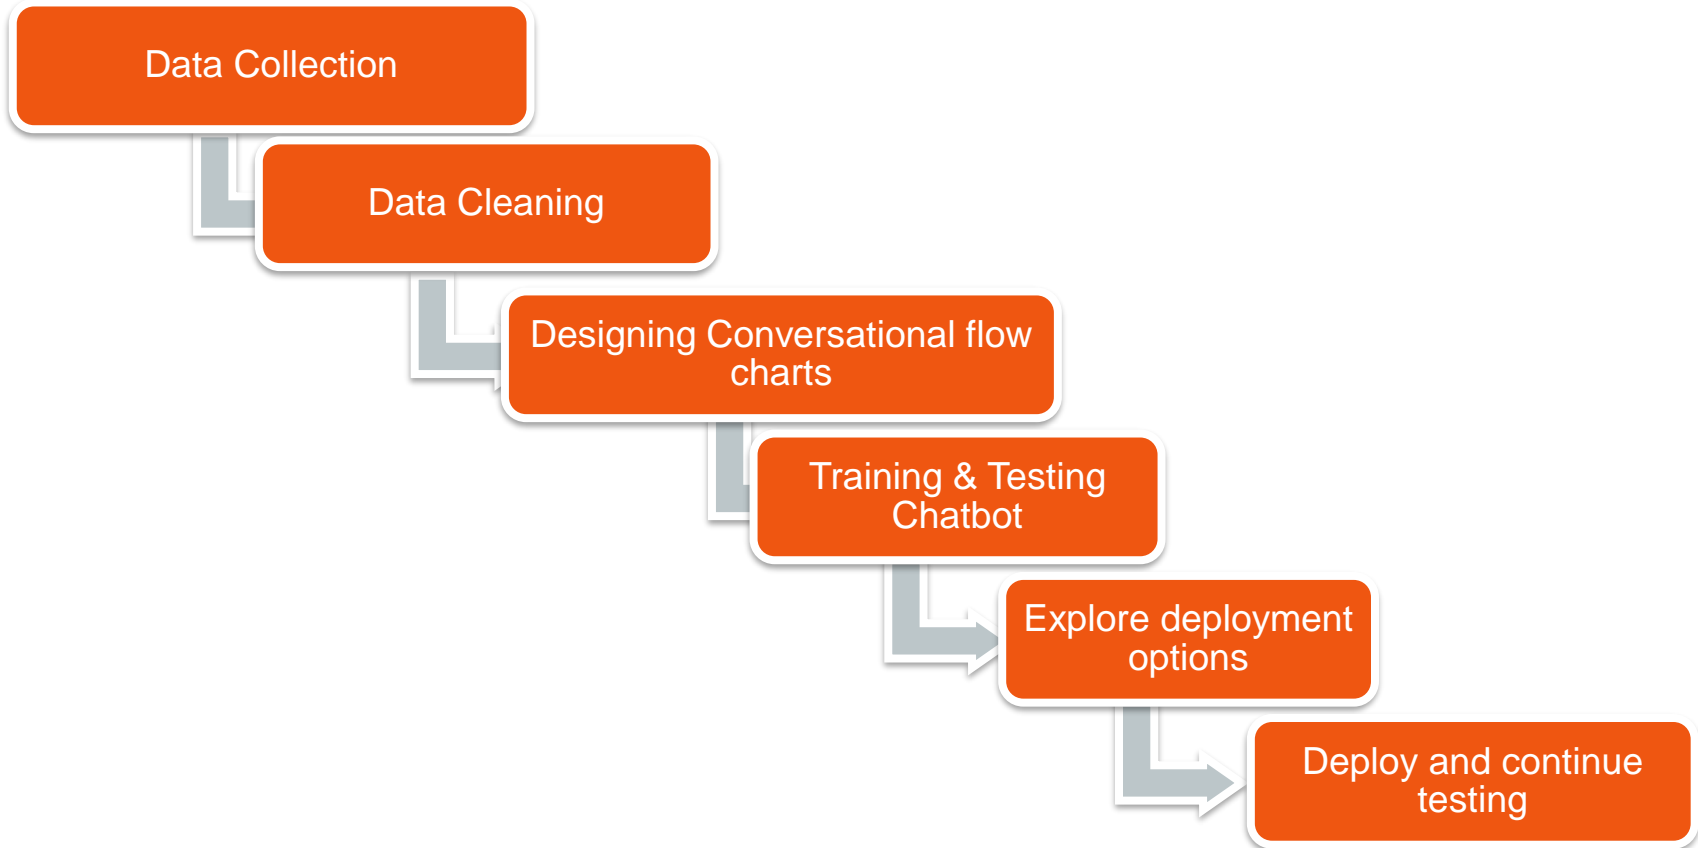 Data Collection
Data Cleaning
Designing Conversational flow
charts
Training & Testing
Chatbot
Explore deployment
options
Deploy and continue
testing